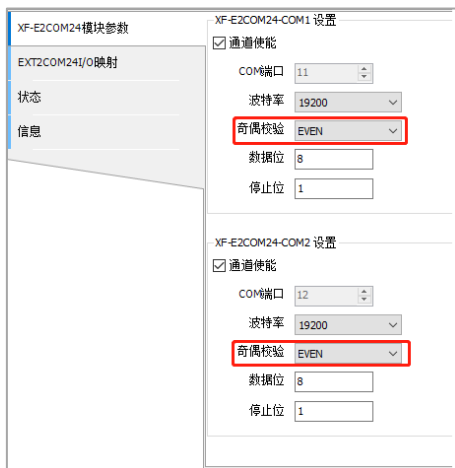 XF-E2COM24模块参数
EXT2COM24I/O映射
状态
信息
XF-E2COM24-COM1 设置
通道使能
COM端口 11
波特率 19200
奇偶校验 EVEN
数据位 8
停止位 1
XF-E2COM24-COM2 设置
通道使能
COM端口 12
波特率 19200
奇偶校验 EVEN
数据位 8
停止位 1